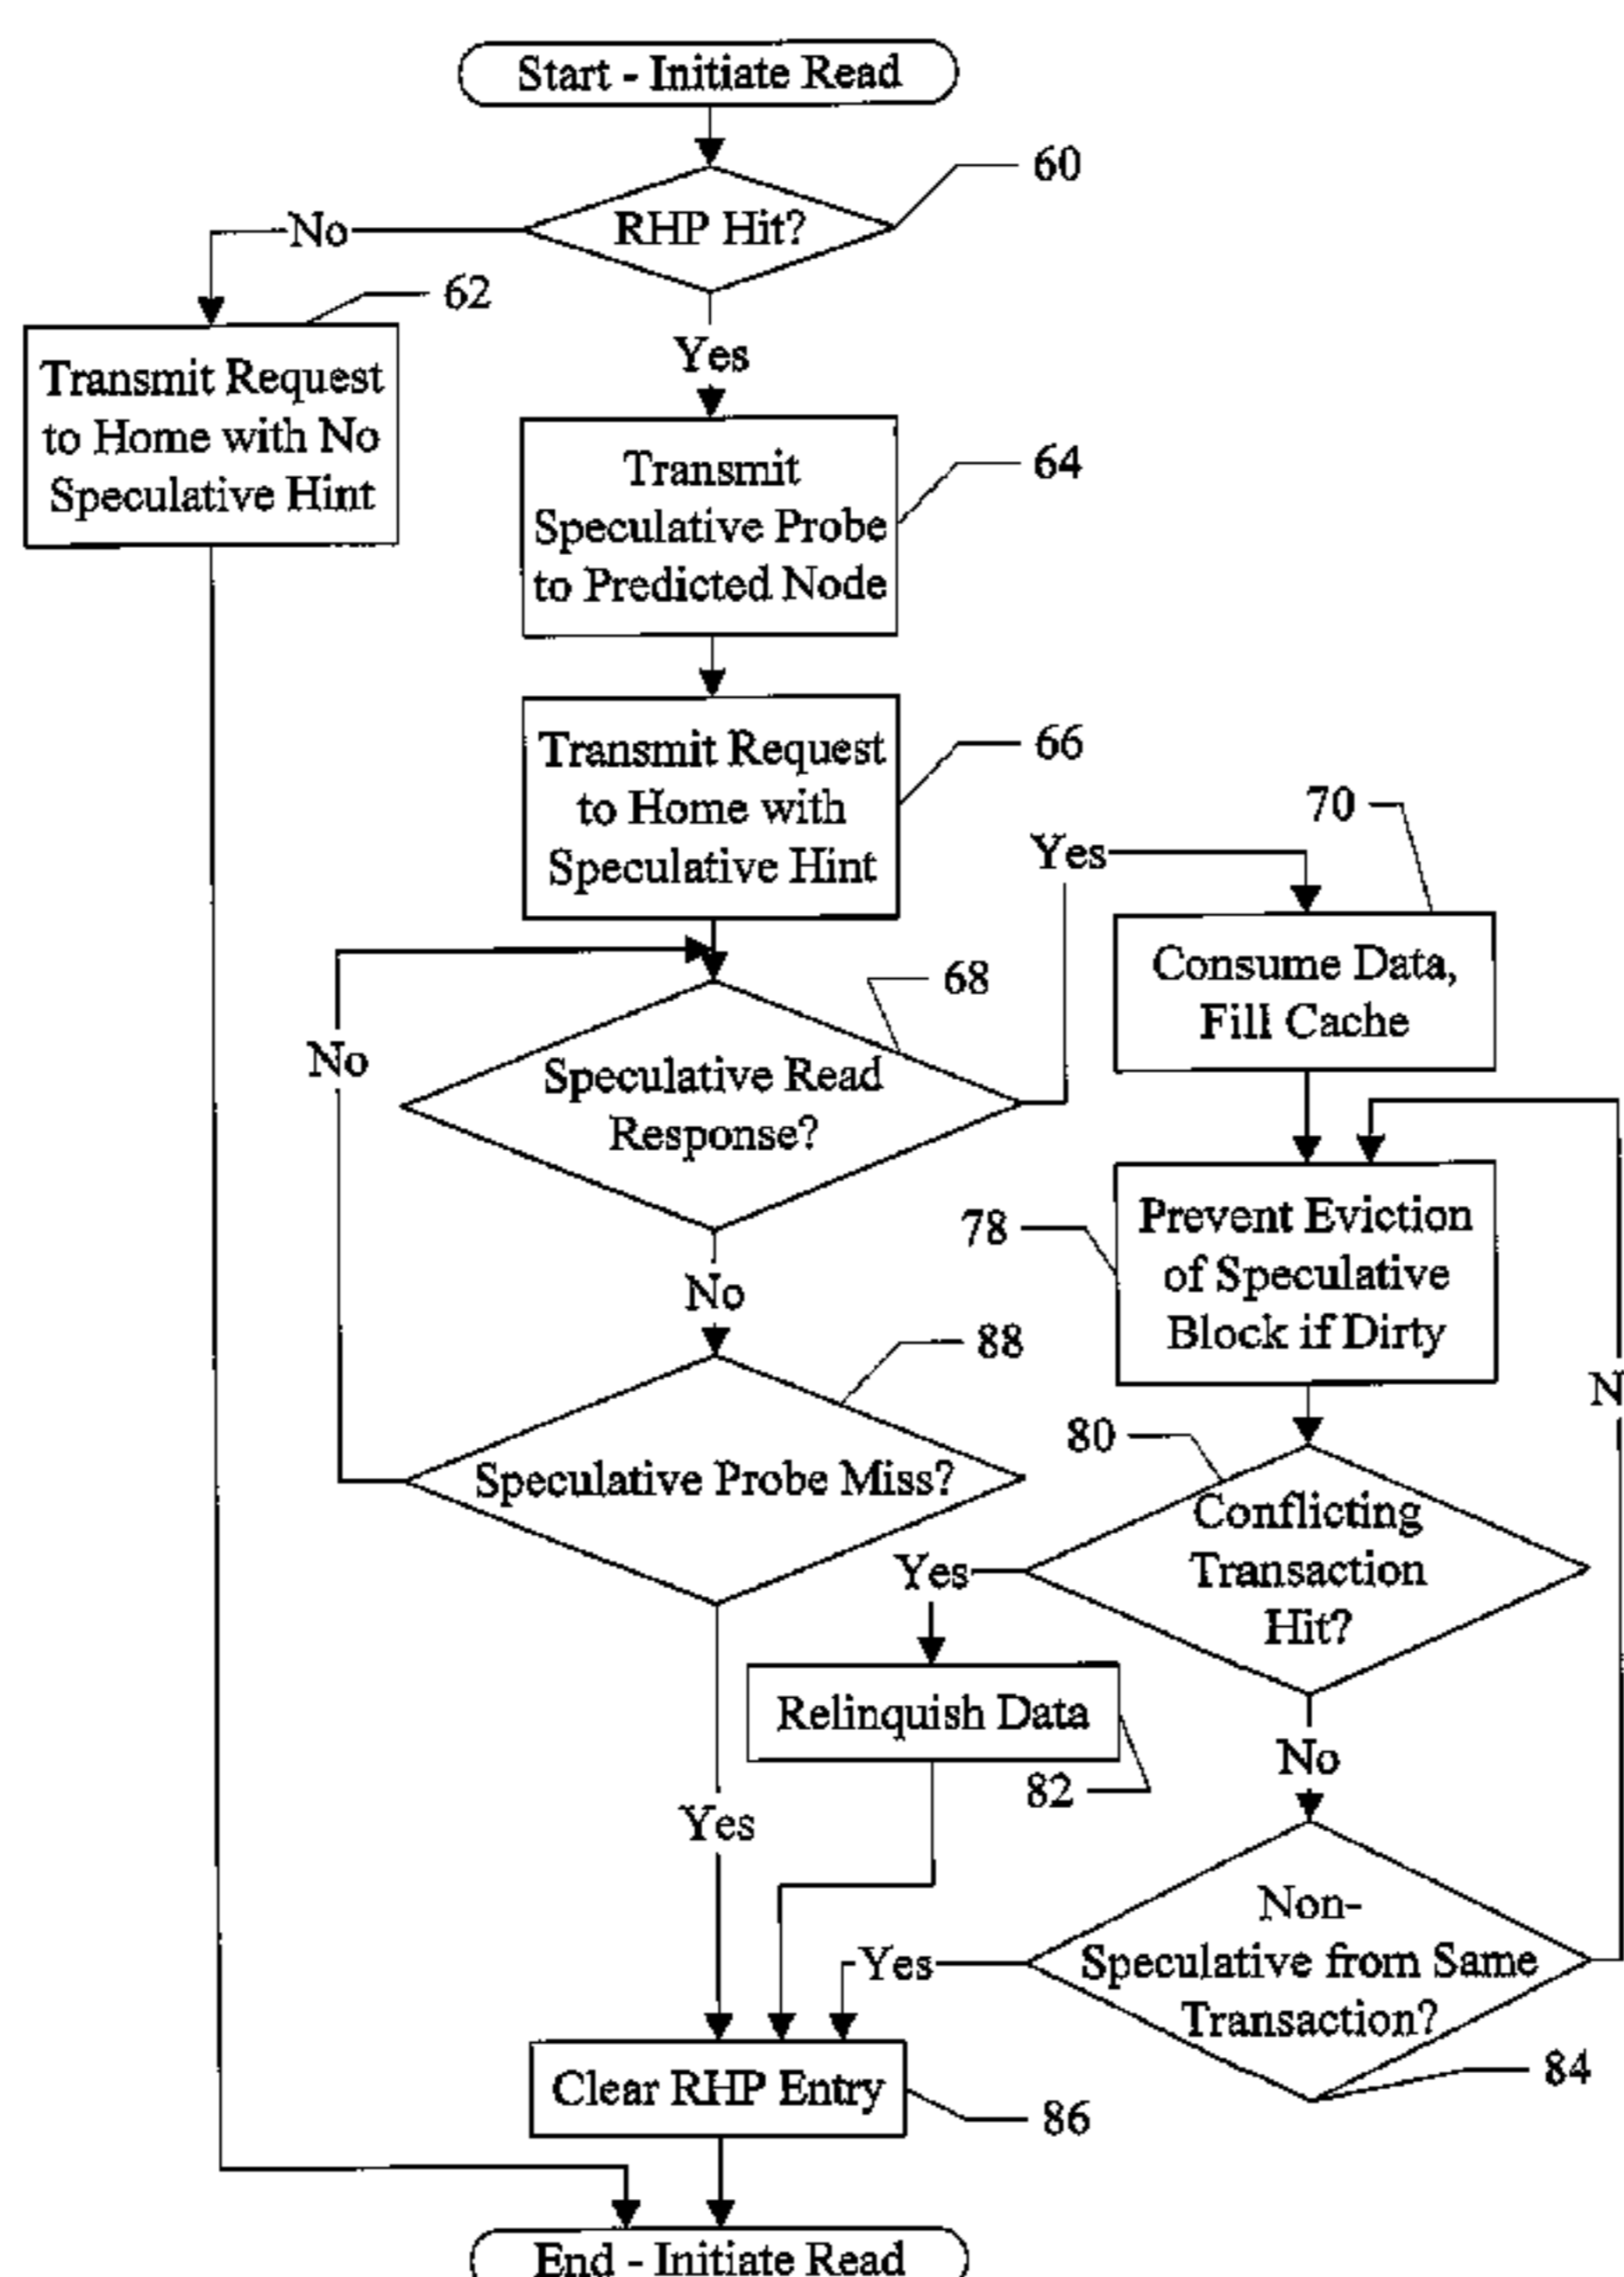 Start - Initiate Read
60
RHP Hit?
No
62
Yes
Transmit Request
to Home with No
Speculative Hint
Transmit
Speculative Probe
to Predicted Node
64
Transmit Request
to Home with
Speculative Hint
66
70
Yes
Consume Data,
Fill Cache
68
No
Speculative Read
Response?
78
Prevent Eviction
of Speculative
Block if Dirty
No
88
N
80
Speculative Probe Miss?
Conflicting
Transaction
Hit?
Yes
Relinquish Data
82
No
Yes
Non-
Speculative from Same
Transaction?
Yes
84
Clear RHP Entry
86
End - Initiate Read